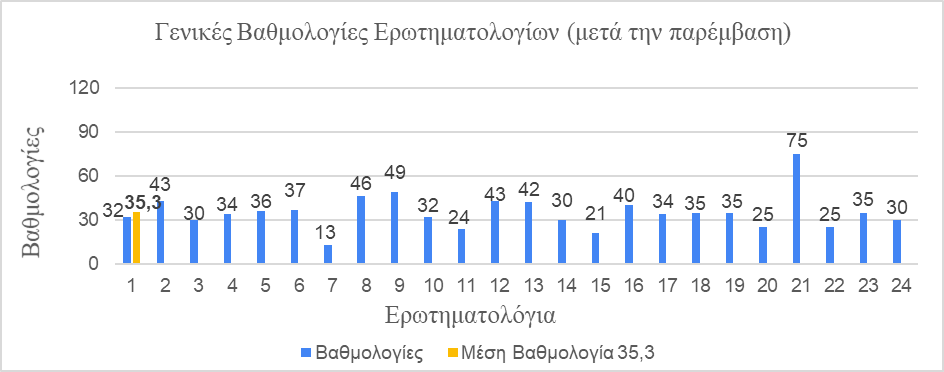 Γενικές Βαθμολογίες Ερωτηματολογίων (μετά την παρέμβαση)
Βαθμολογίες
120
90
60
30
0
32 35,3 43 30 34 36 37 13 46 49 32 24 43 42 30 21 40 34 35 35 25 75 25 35 30
1 2 3 4 5 6 7 8 9 10 11 12 13 14 15 16 17 18 19 20 21 22 23 24
Ερωτηματολόγια
Βαθμολογίες Μέση Βαθμολογία 35,3